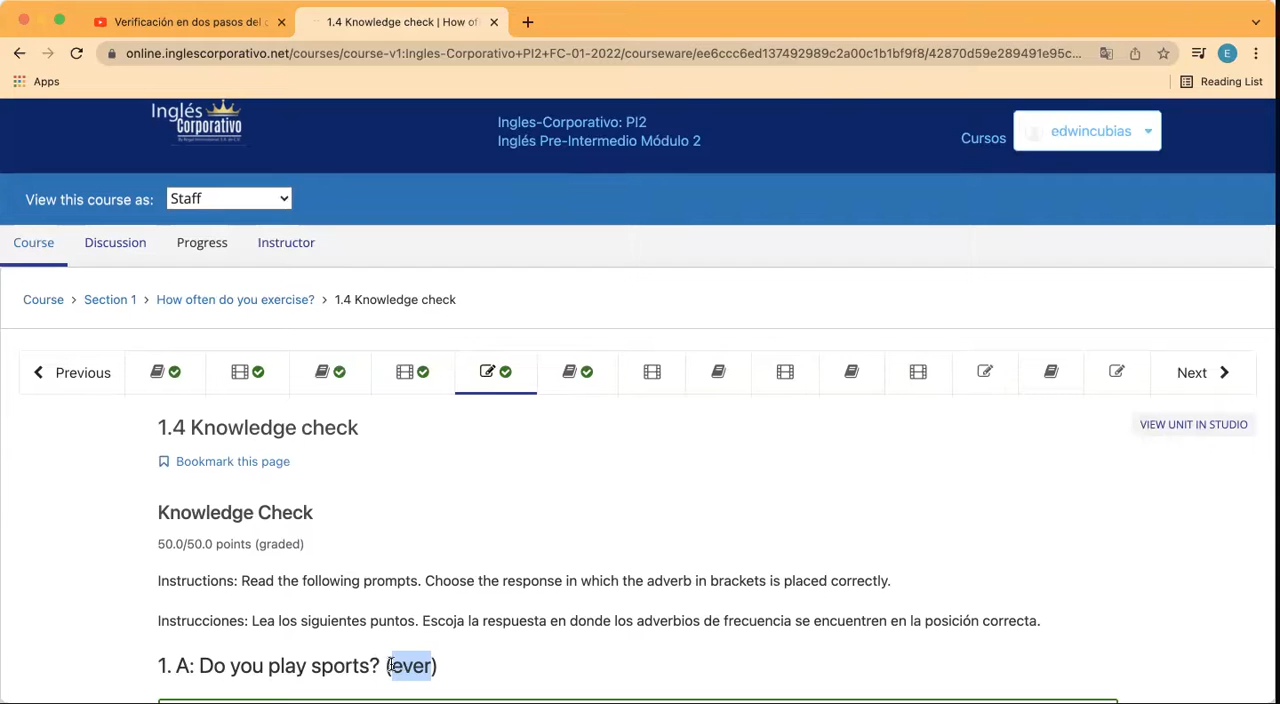 Verificación en dos pasos del c
1.4 Knowledge check | How of
online.inglescorporativo.net/courses/course-v1:Ingles-Corporativo+PI2+FC-01-2022/courseware/ee6ccc6ed137492989c2a00c1b1bf9f8/42870d59e289491e95c...
E
Apps
Reading List
Inglés
Corporativo
Ingles-Corporativo: PI2
Inglés Pre-Intermedio Módulo 2
Cursos
edwincubias
View this course as:
Staff
Course
Discussion
Progress
Instructor
Course > Section 1 > How often do you exercise? > 1.4 Knowledge check
Previous
Next
1.4 Knowledge check
VIEW UNIT IN STUDIO
Bookmark this page
Knowledge Check
50.0/50.0 points (graded)
Instructions: Read the following prompts. Choose the response in which the adverb in brackets is placed correctly.
Instrucciones: Lea los siguientes puntos. Escoja la respuesta en donde los adverbios de frecuencia se encuentren en la posición correcta.
1. A: Do you play sports? (ever)